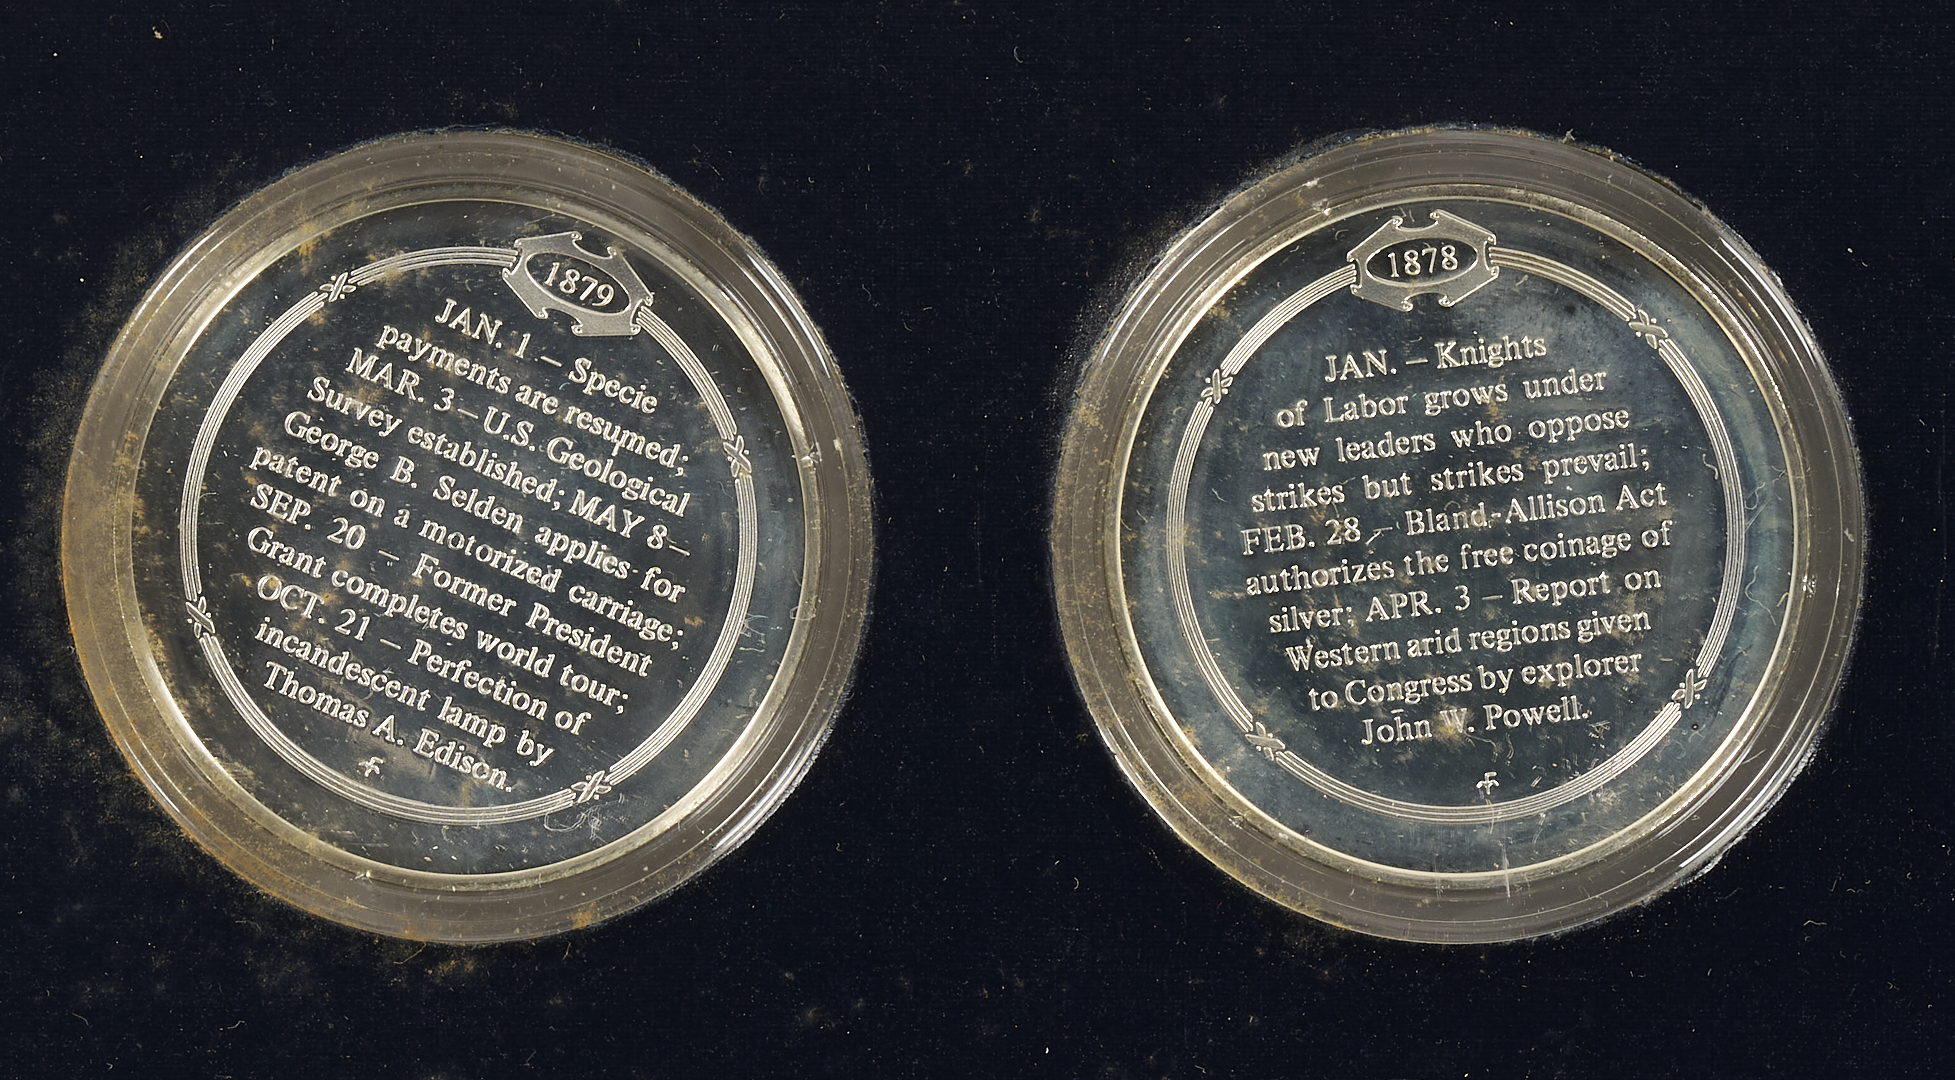 1879
JAN. 1 – Specie
payments are resumed;
MAR. 3 – U.S. Geological
Survey established; MAY 8–
George B. Selden applies for
patent on a motorized carriage;
SEP. 20 – Former President
Grant completes world tour;
OCT. 21 – Perfection of
incandescent lamp by
Thomas A. Edison.
1878
JAN. – Knights
of Labor grows under
new leaders who oppose
strikes but strikes prevail;
FEB. 28 – Bland-Allison Act
authorizes the free coinage of
silver; APR. 3 – Report on
Western arid regions given
to Congress by explorer
John W. Powell.